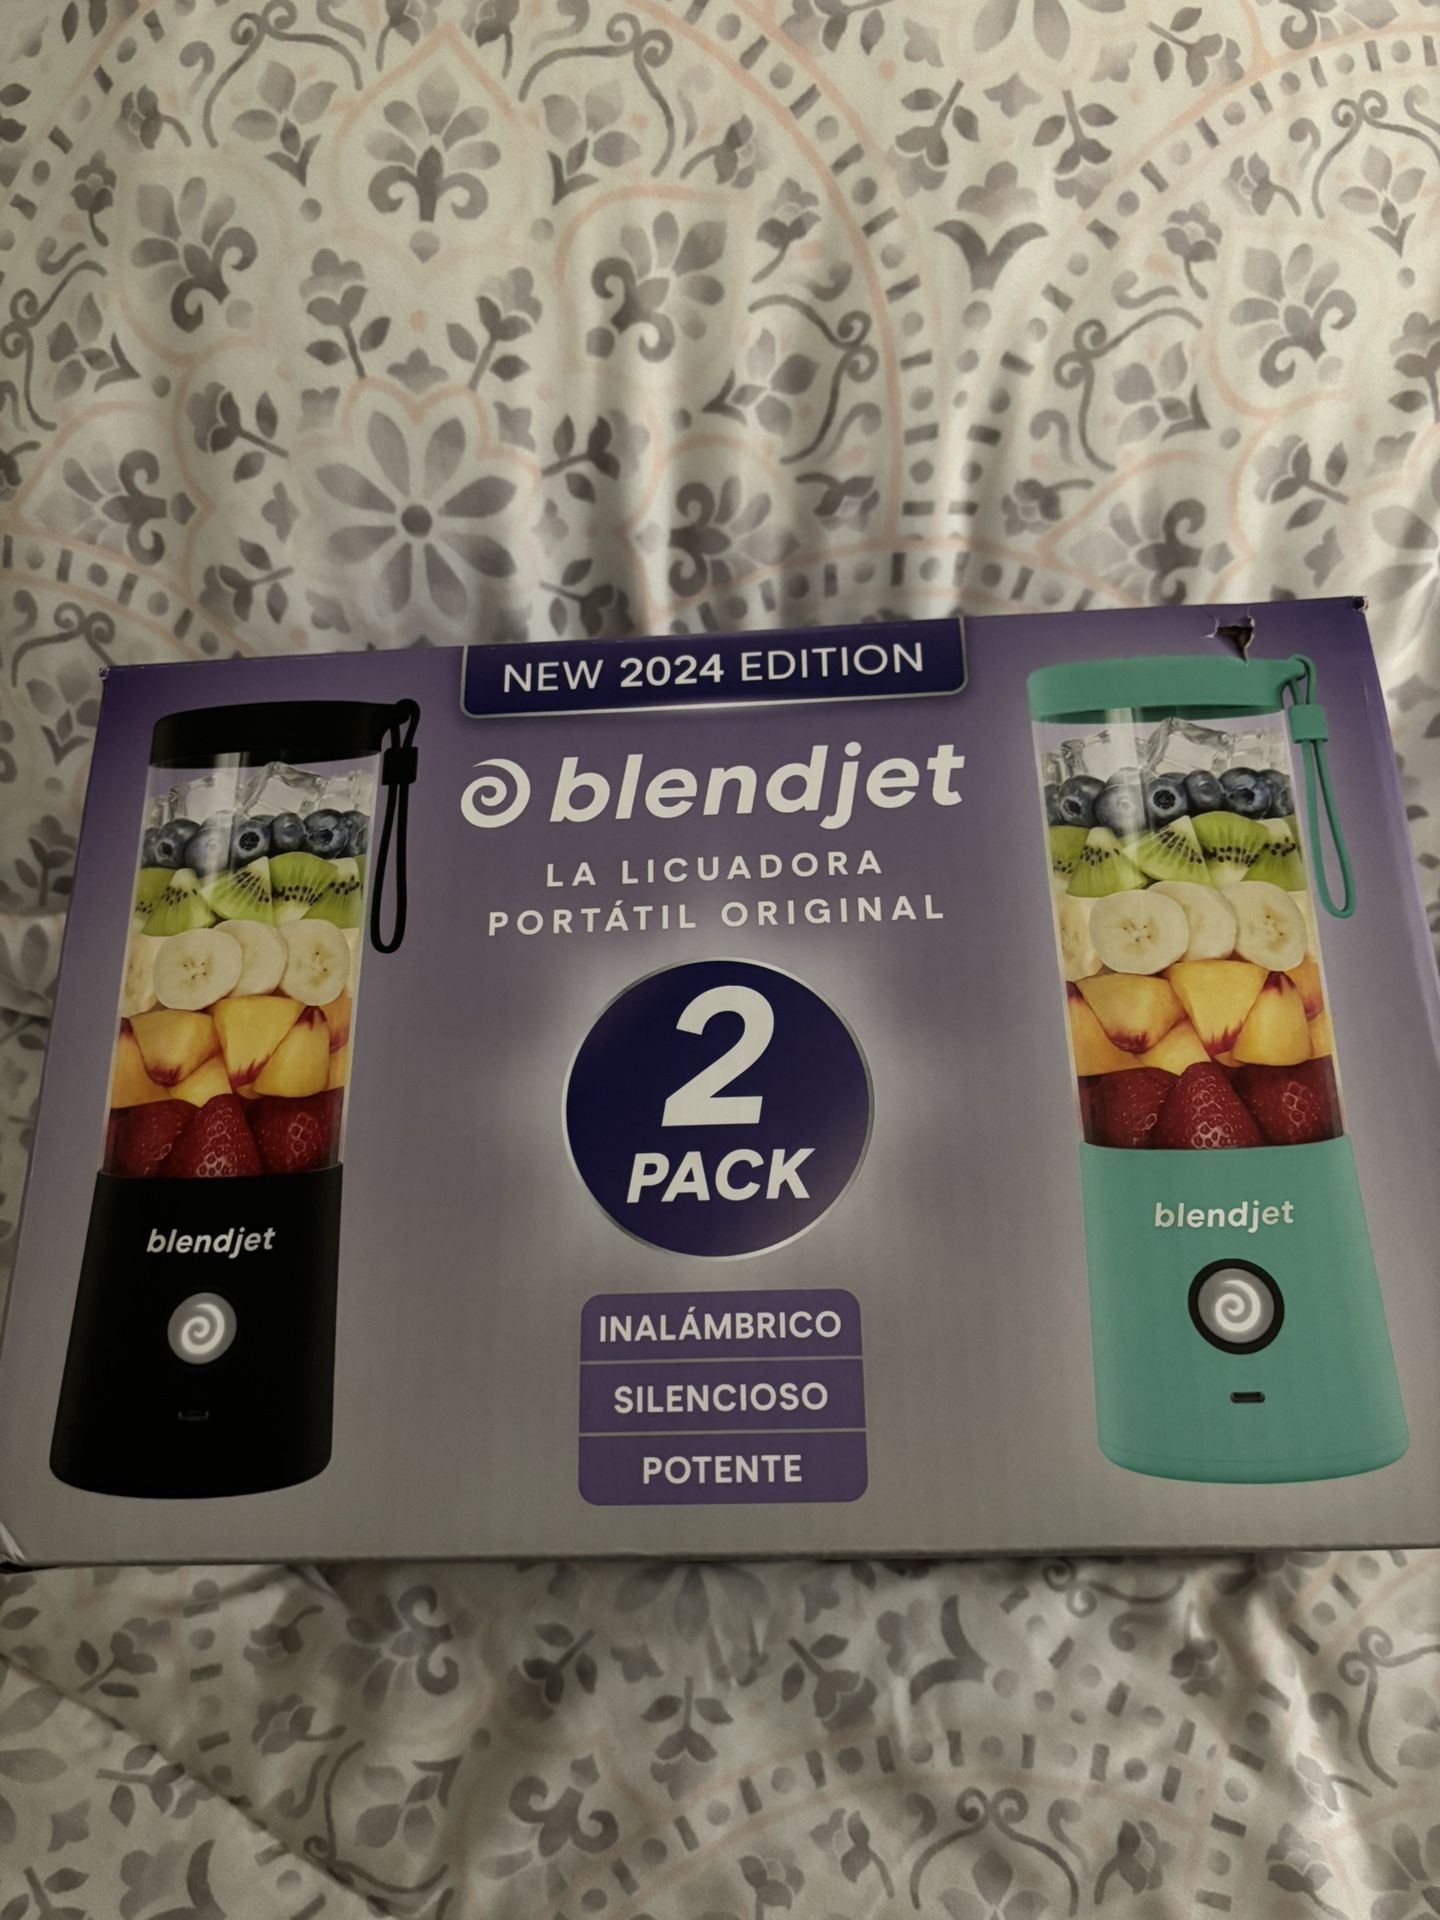 NEW 2024 EDITION
blendjet
LA LICUADORA
PORTÁTIL ORIGINAL
2
PACK
INALÁMBRICO
SILENCIOSO
POTENTE
blendjet
blendjet